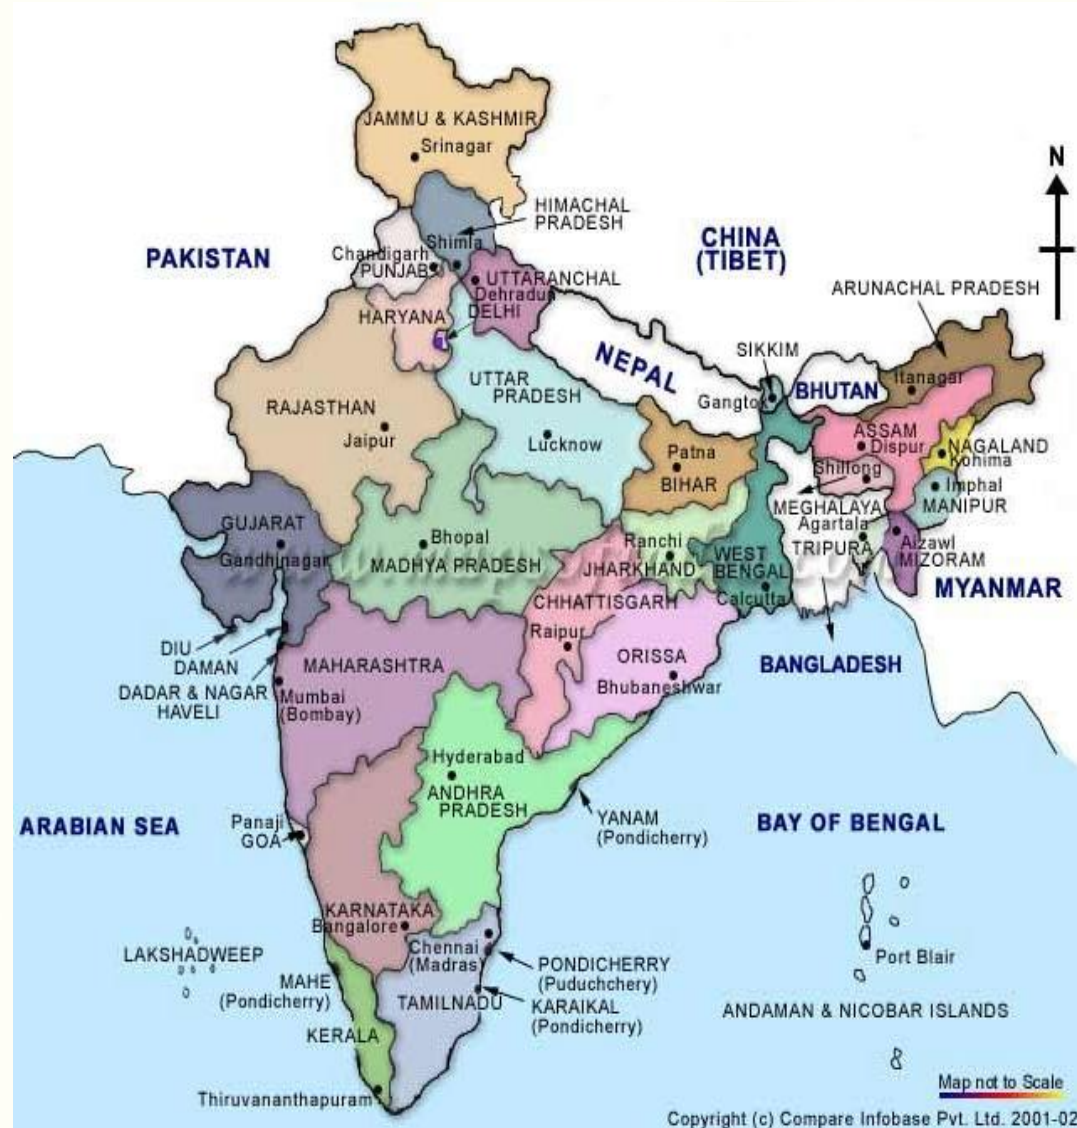 JAMMU & KASHMIR
Srinagar
N
HIMACHAL
PRADESH
PAKISTAN
Shimla
CHINA
(TIBET)
Chandigarh
PUNJAB
UTTARANCHAL
Dehradun
DELHI
HARYANA
ARUNACHAL PRADESH
NEPAL
SIKKIM
Gangtok
BHUTAN
Itanagar
UTTAR
PRADESH
RAJASTHAN
Jaipur
Lucknow
ASSAM
Dispur
NAGALAND
Kohima
Patna
BIHAR
Shillong
Imphal
MANIPUR
MEGHALAYA
Agartala
TRIPURA
Aizawl
MIZORAM
GUJARAT
Gandhinagar
Bhopal
MADHYA PRADESH
Ranchi
JHARKHAND
WEST
BENGAL
Calcutta
MYANMAR
CHHATTISGARH
Raipur
ORISSA
Bhubaneshwar
BANGLADESH
DIU
DAMAN
DADAR & NAGAR
HAVELI
MAHARASHTRA
Mumbai
(Bombay)
Hyderabad
ANDHRA
PRADESH
YANAM
(Pondicherry)
ARABIAN SEA
Panaji
GOA
BAY OF BENGAL
KARNATAKA
Bangalore
LAKSHADWEEP
Chennai
(Madras)
PONDICHERRY
(Puduchchery)
Port Blair
MAHE
(Pondicherry)
TAMILNADU
KARAIKAL
(Pondicherry)
ANDAMAN & NICOBAR ISLANDS
KERALA
Thiruvananthapuram
Map not to Scale
Copyright (c) Compare Infobase Pvt. Ltd. 2001-02